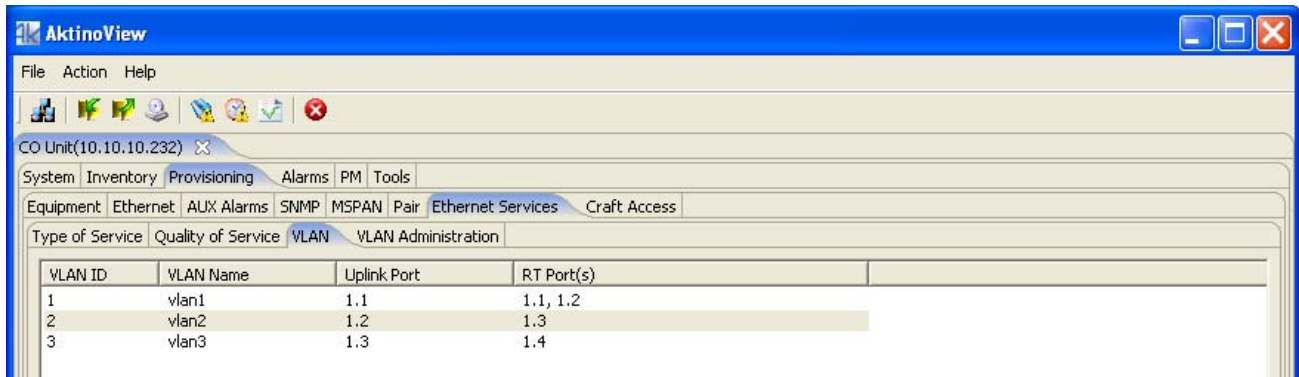 AktinoView
File Action Help
CO Unit(10.10.10.232)
System Inventory Provisioning Alarms PM Tools
Equipment Ethernet AUX Alarms SNMP MSPAN Pair Ethernet Services Craft Access
Type of Service Quality of Service VLAN VLAN Administration
VLAN ID VLAN Name Uplink Port RT Port(s)
1 vlan1 1.1 1.1, 1.2
2 vlan2 1.2 1.3
3 vlan3 1.3 1.4